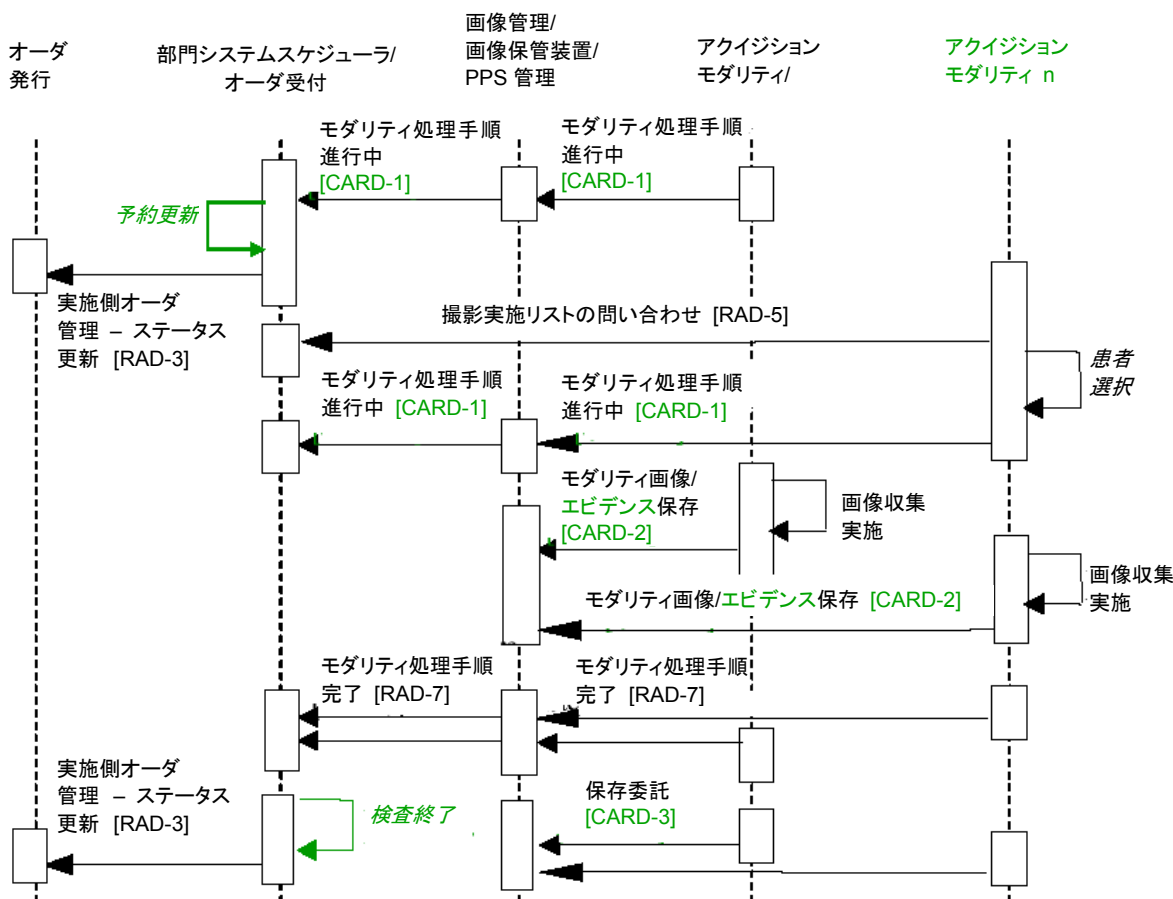 オーダ
発行
部門システムスケジューラ/
オーダ受付
画像管理/
画像保管装置/
PPS 管理
アクイジション
モダリティ/
アクイジション
モダリティ n
モダリティ処理手順
進行中
[CARD-1]
モダリティ処理手順
進行中
[CARD-1]
予約更新
実施側オーダ
管理 – ステータス
更新 [RAD-3]
撮影実施リストの問い合わせ [RAD-5]
患者
選択
モダリティ処理手順
進行中 [CARD-1]
モダリティ処理手順
進行中 [CARD-1]
モダリティ画像/
エビデンス保存
[CARD-2]
画像収集
実施
画像収集
実施
モダリティ画像/エビデンス保存 [CARD-2]
モダリティ処理手順
完了 [RAD-7]
モダリティ処理手順
完了 [RAD-7]
実施側オーダ
管理 – ステータス
更新 [RAD-3]
検査終了
保存委託
[CARD-3]